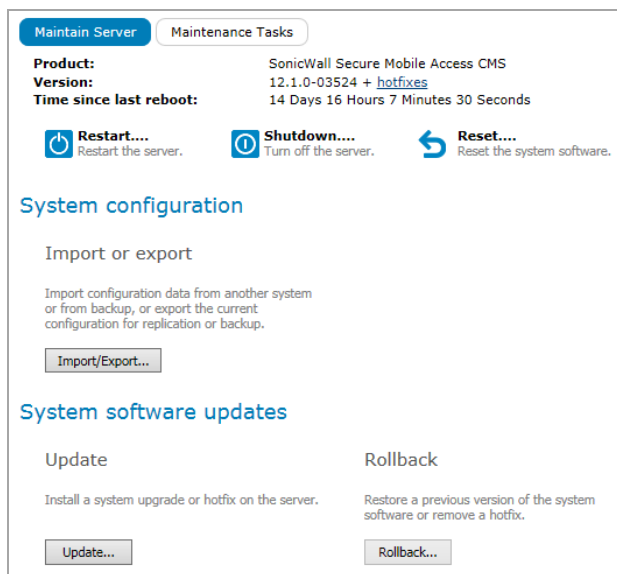 Maintain Server Maintenance Tasks
Product: SonicWall Secure Mobile Access CMS
Version: 12.1.0-03524 + hotfixes
Time since last reboot: 14 Days 16 Hours 7 Minutes 30 Seconds
Restart.... Shutdown.... Reset....
Restart the server. Turn off the server. Reset the system software.
System configuration
Import or export
Import configuration data from another system
or from backup, or export the current
configuration for replication or backup.
Import/Export...
System software updates
Update Rollback
Install a system upgrade or hotfix on the server. Restore a previous version of the system
software or remove a hotfix.
Update... Rollback...